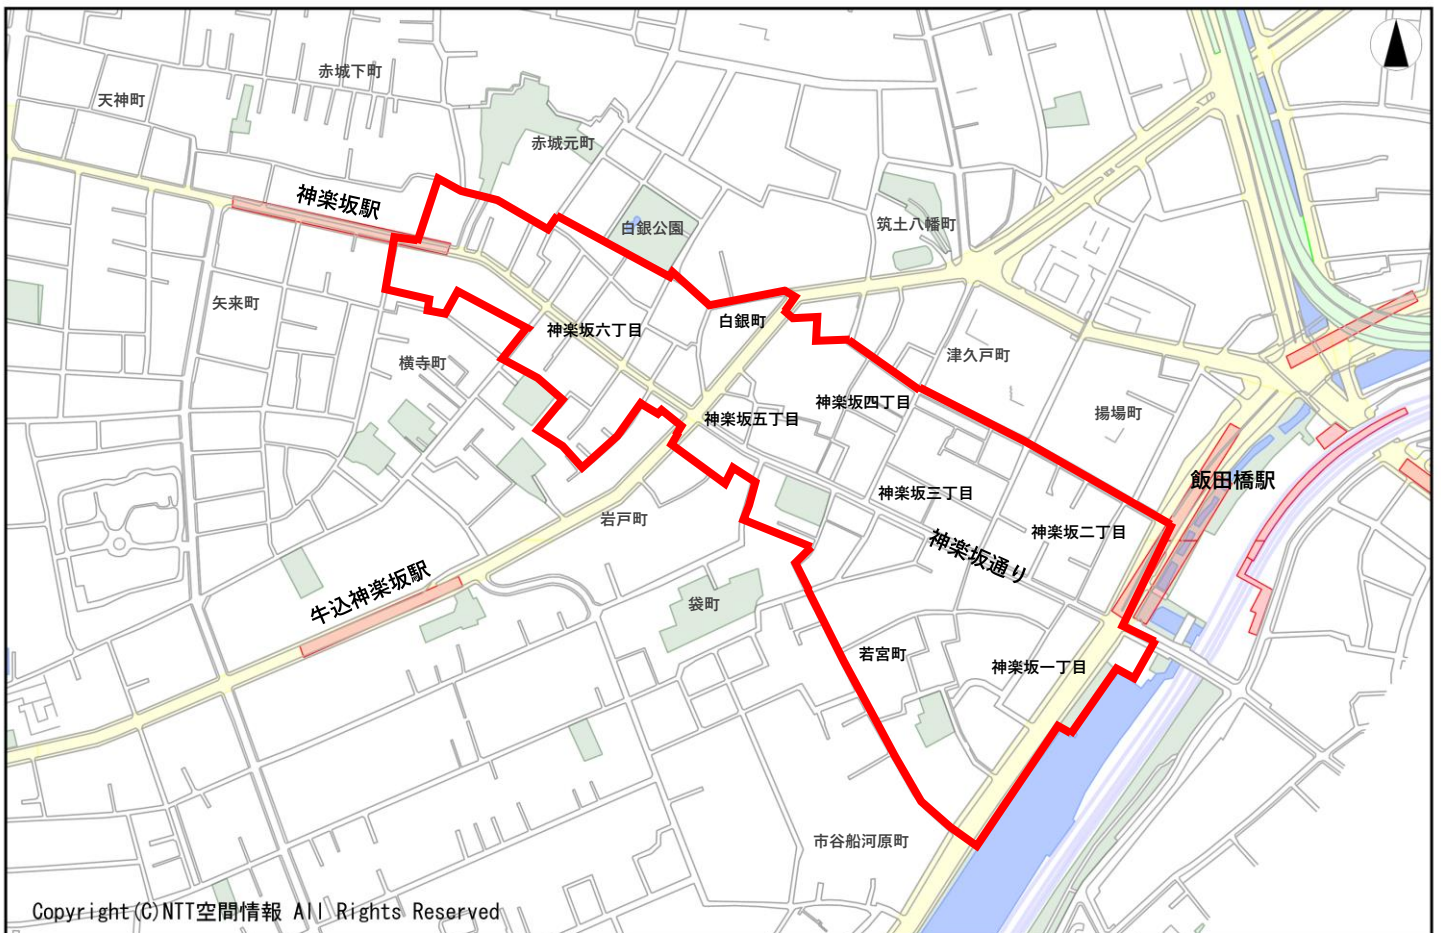 赤城下町
天神町
赤城元町
神楽坂駅
白銀公園
筑土八幡町
矢来町
白銀町
神楽坂六丁目
津久戸町
横寺町
神楽坂四丁目
揚場町
神楽坂五丁目
飯田橋駅
神楽坂三丁目
岩戸町
神楽坂二丁目
神楽坂通り
牛込神楽坂駅
袋町
若宮町
神楽坂一丁目
市谷船河原町
Copyright(C)NTT空間情報 All Rights Reserved